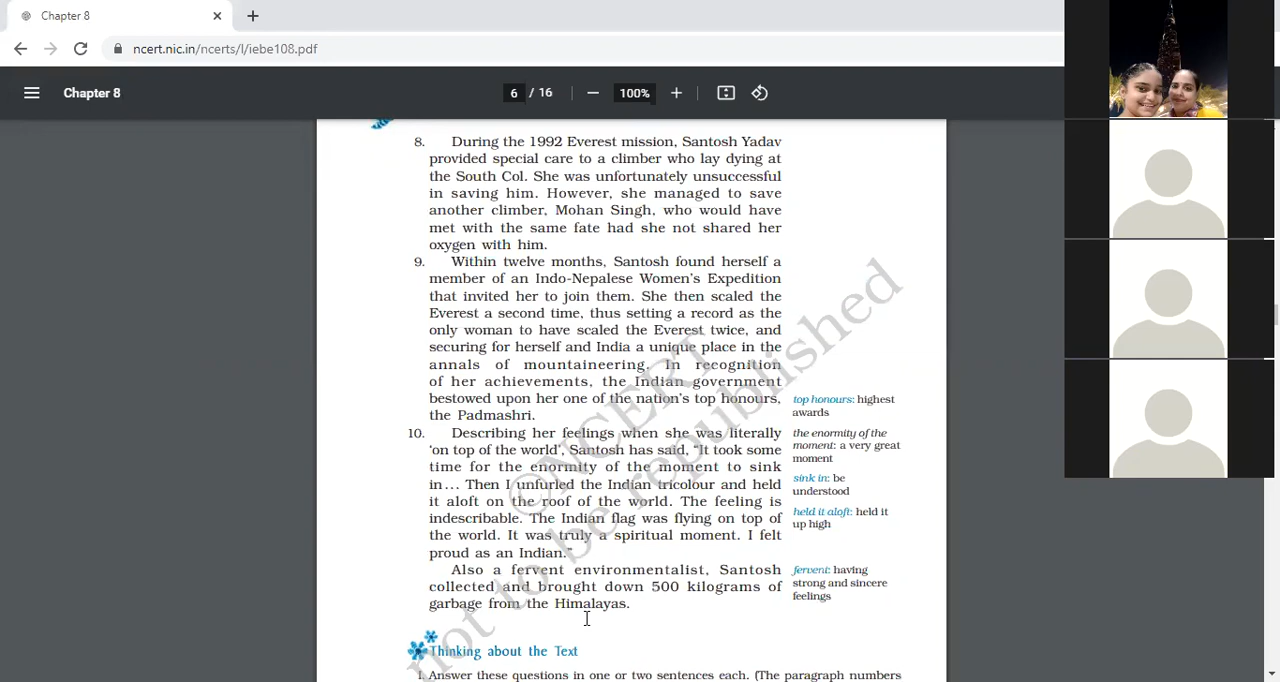 Chapter 8
ncert.nic.in/ncerts/l/iebe108.pdf
Chapter 8
6 / 16
100%
8. During the 1992 Everest mission, Santosh Yadav
provided special care to a climber who lay dying at
the South Col. She was unfortunately unsuccessful
in saving him. However, she managed to save
another climber, Mohan Singh, who would have
met with the same fate had she not shared her
oxygen with him.
9. Within twelve months, Santosh found herself a
member of an Indo-Nepalese Women's Expedition
that invited her to join them. She then scaled the
Everest a second time, thus setting a record as the
only woman to have scaled the Everest twice, and
securing for herself and India a unique place in the
annals of mountaineering. In recognition
of her achievements, the Indian government
bestowed upon her one of the nation's top honours,
the Padmashri.
top honours: highest
awards
10. Describing her feelings when she was literally
'on top of the world', Santosh has said, "It took some
time for the enormity of the moment to sink
in... Then I unfurled the Indian tricolour and held
it aloft on the roof of the world. The feeling is
indescribable. The Indian flag was flying on top of
the world. It was truly a spiritual moment. I felt
proud as an Indian."
the enormity of the
moment: a very great
moment
sink in: be
understood
held it aloft: held it
up high
Also a fervent environmentalist, Santosh
collected and brought down 500 kilograms of
garbage from the Himalayas.
fervent: having
strong and sincere
feelings
Thinking about the Text
I. Answer these questions in one or two sentences each. (The paragraph numbers
©NCERT
not to be republished